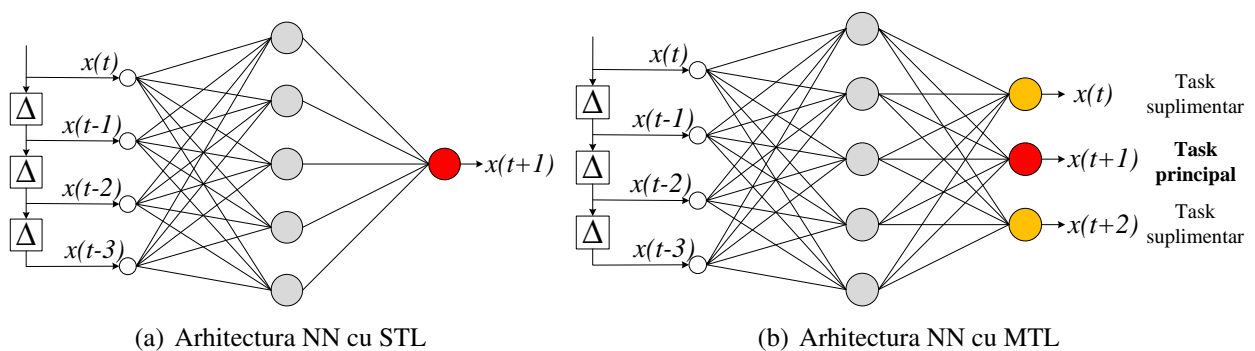 x(t)
Δ
x(t-1)
Δ
x(t-2)
Δ
x(t-3)
x(t+1)
(a) Arhitectura NN cu STL
x(t)
Δ
x(t-1)
Δ
x(t-2)
Δ
x(t-3)
x(t)
Task
suplimentar
x(t+1)
Task
principal
x(t+2)
Task
suplimentar
(b) Arhitectura NN cu MTL